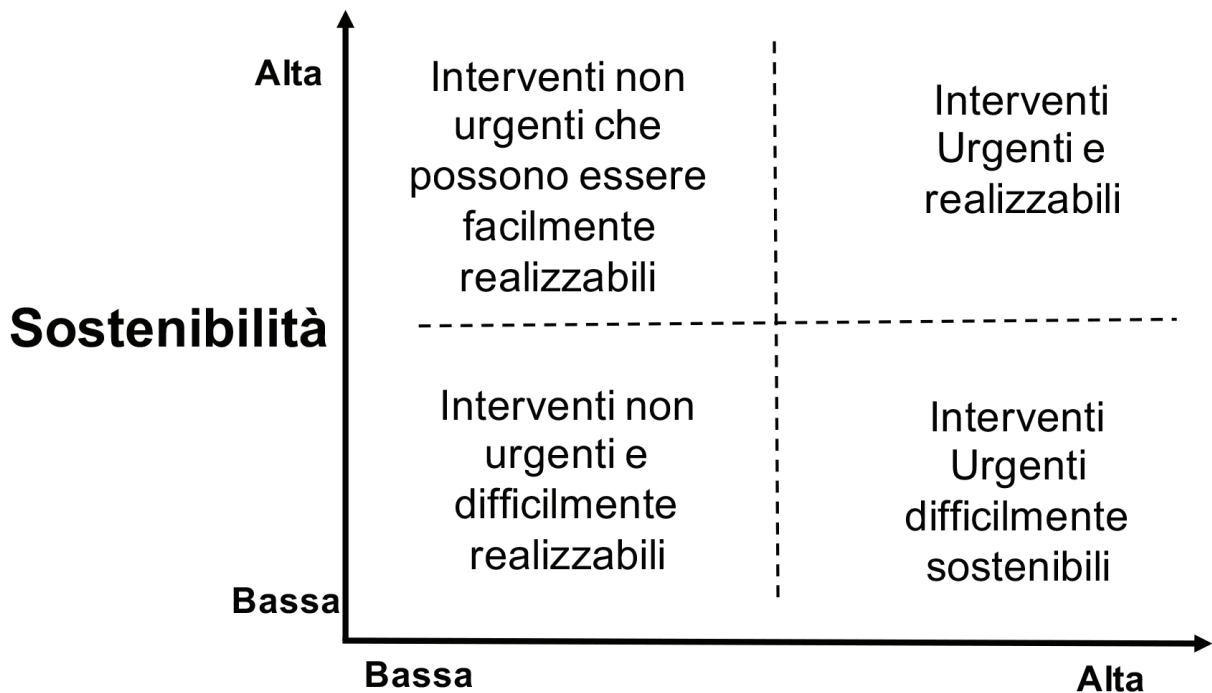 Alta
Interventi non
urgenti che
possono essere
facilmente
realizzabili
Interventi
Urgenti e
realizzabili
Sostenibilità
Interventi non
urgenti e
difficilmente
realizzabili
Interventi
Urgenti
difficilmente
sostenibili
Bassa
Bassa
Alta